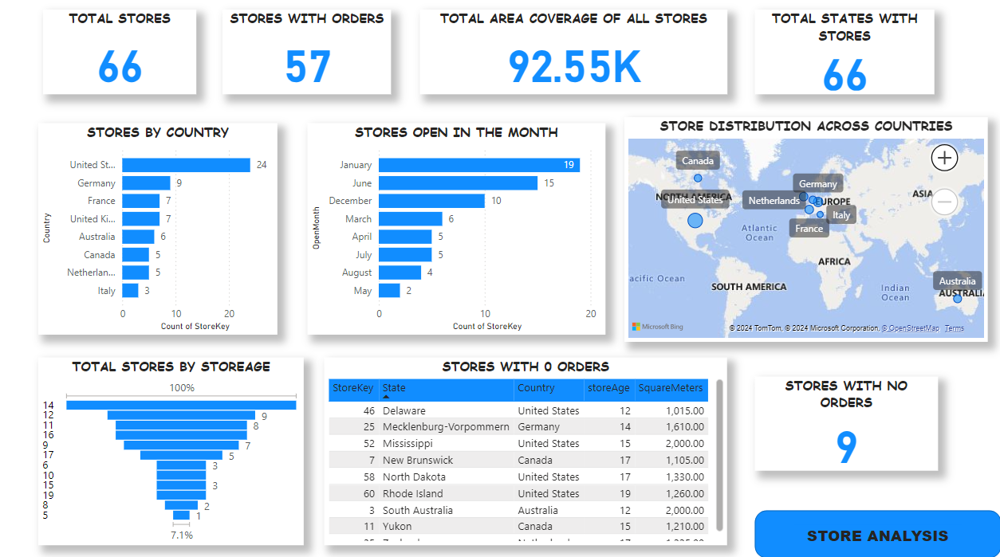 TOTAL STORES
66
STORES WITH ORDERS
57
TOTAL AREA COVERAGE OF ALL STORES
92.55K
TOTAL STATES WITH
STORES
66
STORES BY COUNTRY
Country
United St... 24
Germany 9
France 7
United Ki... 7
Australia 6
Canada 5
Netherlan... 5
Italy 3
0 10 20
Count of StoreKey
STORES OPEN IN THE MONTH
OpenMonth
January 19
June 15
December 10
March 6
April 5
July 5
August 4
May 2
0 10 20
Count of StoreKey
STORE DISTRIBUTION ACROSS COUNTRIES
Canada
Germany
NORTH AMERICA
United States
Netherlands
EUROPE
ASIA
Italy
France
Atlantic
Ocean
AFRICA
acific Ocean
SOUTH AMERICA
Indian
Ocean
Australia
AUSTRALI
Microsoft Bing
© 2024 TomTom, © 2024 Microsoft Corporation, © OpenStreetMap Terms
TOTAL STORES BY STOREAGE
100%
14
12 9
11 8
16
9 7
17 5
6 3
10
15 3
19
8 2
5 1
7.1%
STORES WITH 0 ORDERS
StoreKey State Country storeAge SquareMeters
46 Delaware United States 12 1,015.00
25 Mecklenburg-Vorpommern Germany 14 1,610.00
52 Mississippi United States 15 2,000.00
7 New Brunswick Canada 17 1,105.00
58 North Dakota United States 17 1,330.00
60 Rhode Island United States 19 1,260.00
3 South Australia Australia 12 2,000.00
11 Yukon Canada 15 1,210.00
STORES WITH NO
ORDERS
9
STORE ANALYSIS